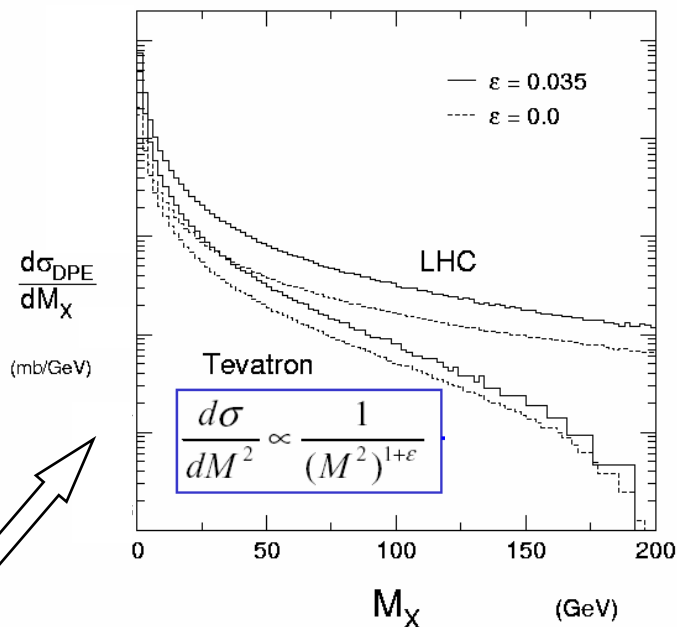 ε = 0.035
ε = 0.0
dσ_DPE
dM_X
(mb/GeV)
LHC
Tevatron
dσ/dM² ∝ 1/(M²)^{1+ε}
0 50 100 150 200
M_X (GeV)